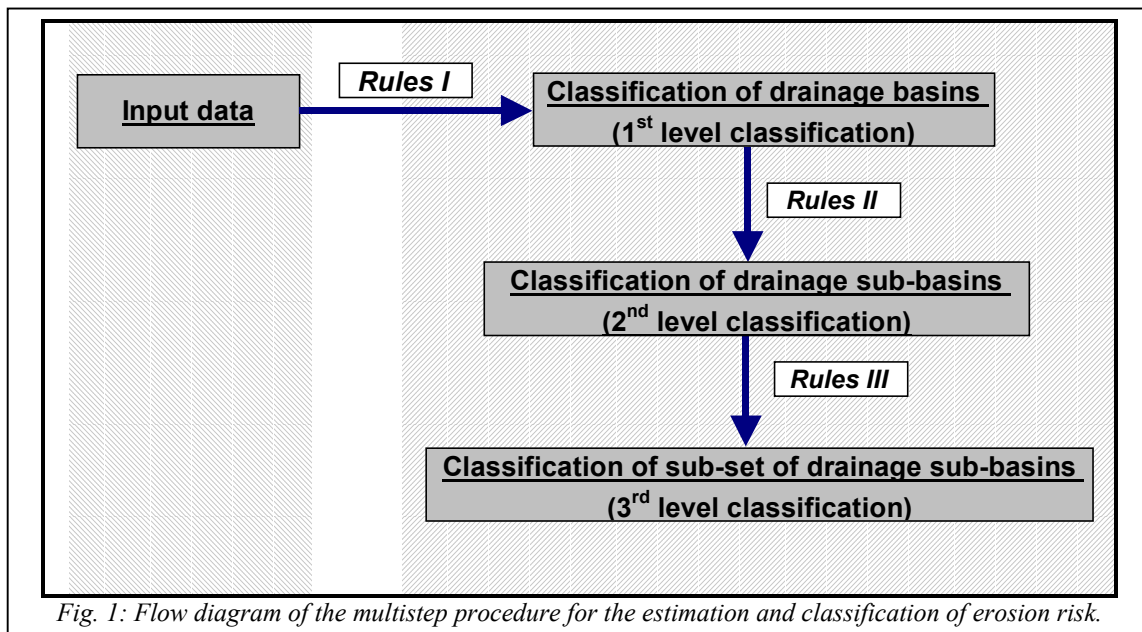 Input data
Rules I
Classification of drainage basins
(1st level classification)
Rules II
Classification of drainage sub-basins
(2nd level classification)
Rules III
Classification of sub-set of drainage sub-basins
(3rd level classification)
Fig. 1: Flow diagram of the multistep procedure for the estimation and classification of erosion risk.